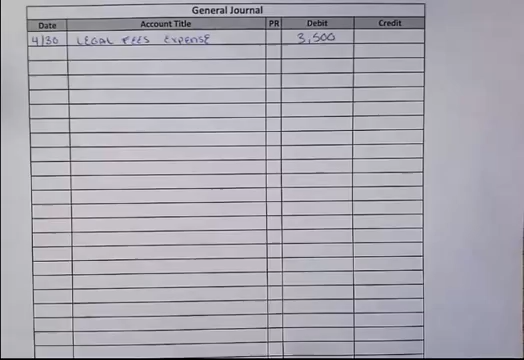 General Journal
Date Account Title PR Debit Credit
4/30 LEGAL FEES EXPENSE 3,500